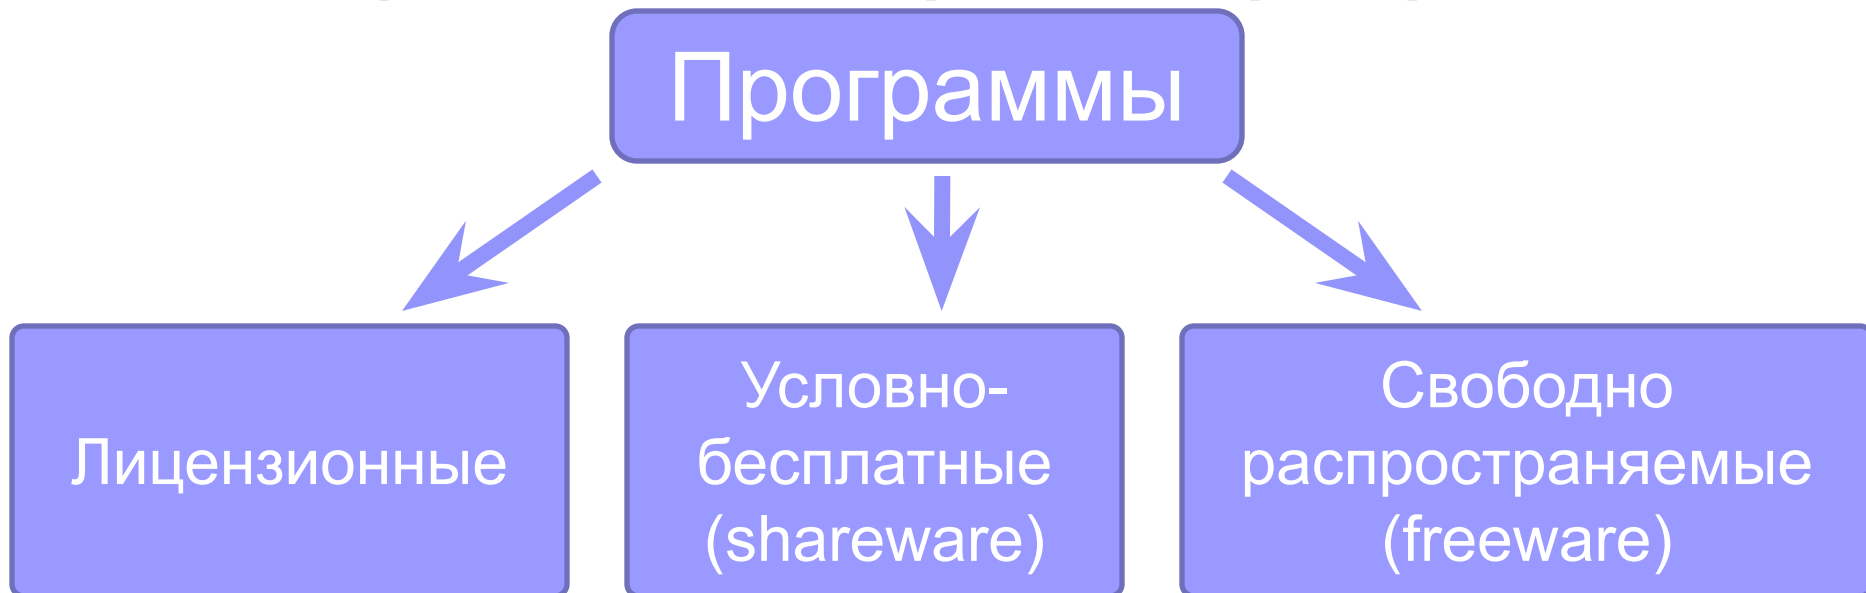 Программы
Лицензионные
Условно-
бесплатные
(shareware)
Свободно
распространяемые
(freeware)